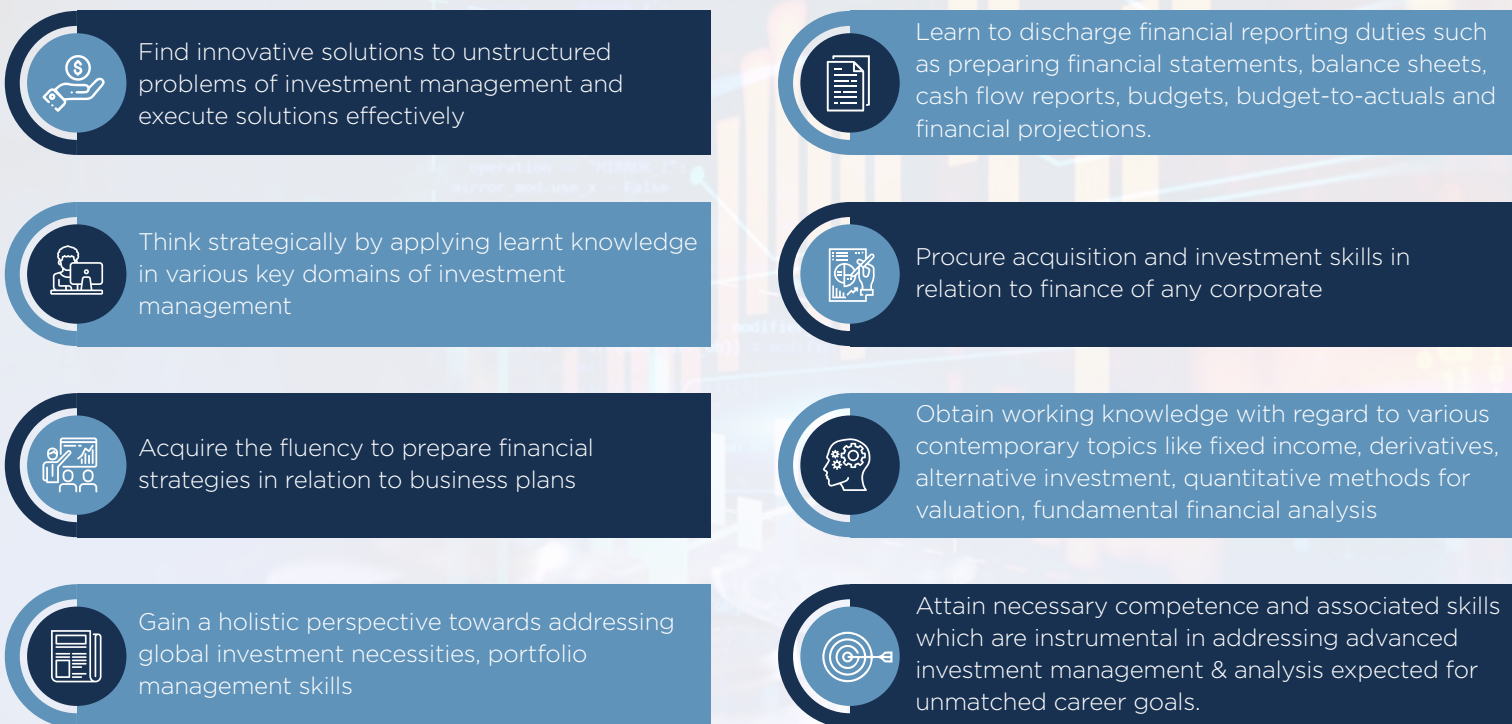 Find innovative solutions to unstructured
problems of investment management and
execute solutions effectively
Think strategically by applying learnt knowledge
in various key domains of investment
management
Acquire the fluency to prepare financial
strategies in relation to business plans
Gain a holistic perspective towards addressing
global investment necessities, portfolio
management skills
Learn to discharge financial reporting duties such
as preparing financial statements, balance sheets,
cash flow reports, budgets, budget-to-actuals and
financial projections.
Procure acquisition and investment skills in
relation to finance of any corporate
Obtain working knowledge with regard to various
contemporary topics like fixed income, derivatives,
alternative investment, quantitative methods for
valuation, fundamental financial analysis
Attain necessary competence and associated skills
which are instrumental in addressing advanced
investment management & analysis expected for
unmatched career goals.